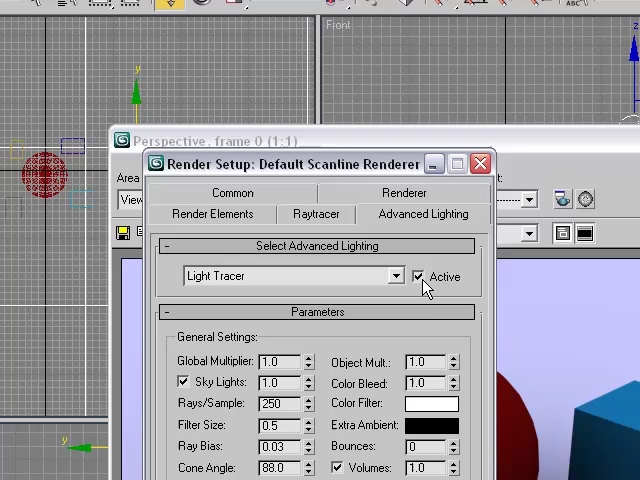 ABC
Front
z
y
Perspective, frame 0 (1:1)
Render Setup: Default Scanline Renderer
Area
Common Renderer
View
Render Elements Raytracer Advanced Lighting
- Select Advanced Lighting
Light Tracer Active
- Parameters
General Settings:
Global Multiplier: 1.0 Object Mult.: 1.0
Sky Lights: 1.0 Color Bleed: 1.0
Rays/Sample: 250 Color Filter:
Filter Size: 0.5 Extra Ambient:
Ray Bias: 0.03 Bounces: 0
Cone Angle: 88.0 Volumes: 1.0
y